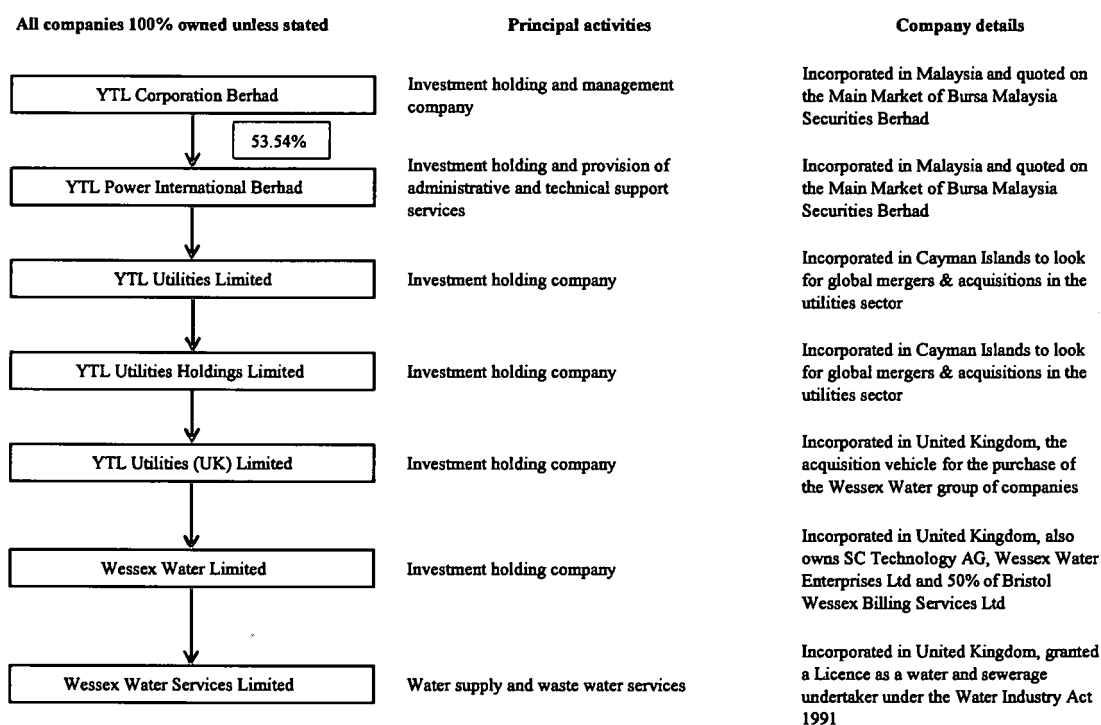 All companies 100% owned unless stated
Principal activities
Company details
YTL Corporation Berhad
Investment holding and management
company
Incorporated in Malaysia and quoted on
the Main Market of Bursa Malaysia
Securities Berhad
53.54%
YTL Power International Berhad
Investment holding and provision of
administrative and technical support
services
Incorporated in Malaysia and quoted on
the Main Market of Bursa Malaysia
Securities Berhad
YTL Utilities Limited
Investment holding company
Incorporated in Cayman Islands to look
for global mergers & acquisitions in the
utilities sector
YTL Utilities Holdings Limited
Investment holding company
Incorporated in Cayman Islands to look
for global mergers & acquisitions in the
utilities sector
YTL Utilities (UK) Limited
Investment holding company
Incorporated in United Kingdom, the
acquisition vehicle for the purchase of
the Wessex Water group of companies
Wessex Water Limited
Investment holding company
Incorporated in United Kingdom, also
owns SC Technology AG, Wessex Water
Enterprises Ltd and 50% of Bristol
Wessex Billing Services Ltd
Wessex Water Services Limited
Water supply and waste water services
Incorporated in United Kingdom, granted
a Licence as a water and sewerage
undertaker under the Water Industry Act
1991